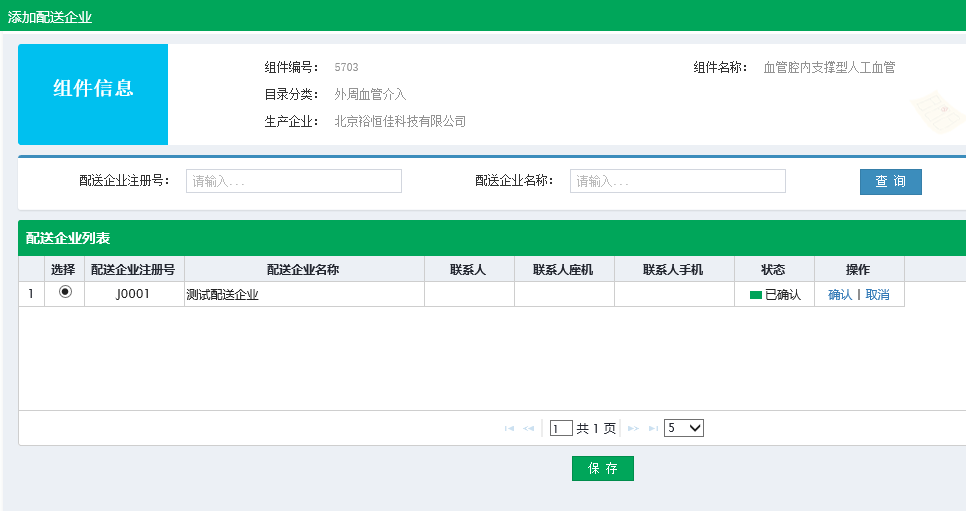 添加配送企业
组件信息
组件编号： 5703 组件名称： 血管腔内支撑型人工血管
目录分类： 外周血管介入
生产企业： 北京裕恒佳科技有限公司
配送企业注册号： 请输入... 配送企业名称： 请输入... 查 询
配送企业列表
选择 配送企业注册号 配送企业名称 联系人 联系人座机 联系人手机 状态 操作
1 J0001 测试配送企业 已确认 确认 | 取消
1 共 1 页 5
保 存